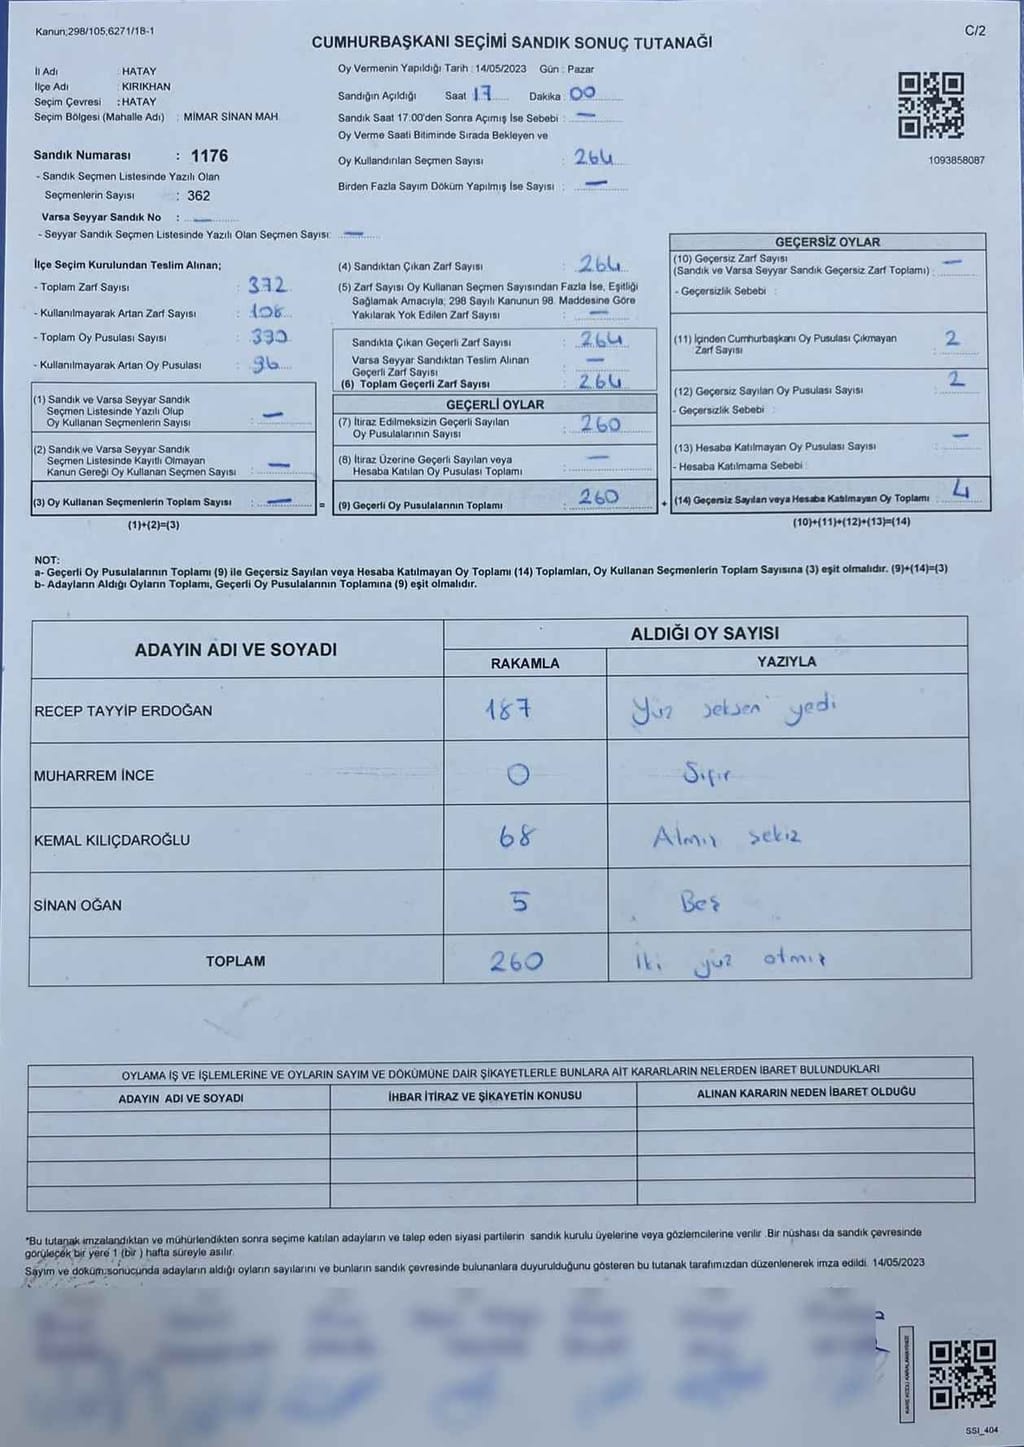 Kanun;298/105;6271/18-1
C/2
CUMHURBAŞKANI SEÇİMİ SANDIK SONUÇ TUTANAĞI
İl Adı : HATAY
İlçe Adı : KIRIKHAN
Seçim Çevresi : HATAY
Seçim Bölgesi (Mahalle Adı) : MİMAR SİNAN MAH.
Sandık Numarası : 1176
- Sandık Seçmen Listesinde Yazılı Olan
Seçmenlerin Sayısı : 362
Varsa Seyyar Sandık No : —
- Seyyar Sandık Seçmen Listesinde Yazılı Olan Seçmen Sayısı: —
Oy Vermenin Yapıldığı Tarih : 14/05/2023 Gün : Pazar
Sandığın Açıldığı Saat 17 Dakika : 00
Sandık Saat 17:00'den Sonra Açımış İse Sebebi : —
Oy Verme Saati Bitiminde Sırada Bekleyen ve
Oy Kullandırılan Seçmen Sayısı : 264
Birden Fazla Sayım Döküm Yapılmış İse Sayısı : —
1093858087
İlçe Seçim Kurulundan Teslim Alınan;
- Toplam Zarf Sayısı : 372
- Kullanılmayarak Artan Zarf Sayısı : 108
- Toplam Oy Pusulası Sayısı : 330
- Kullanılmayarak Artan Oy Pusulası : 96
(1) Sandık ve Varsa Seyyar Sandık
Seçmen Listesinde Yazılı Olup
Oy Kullanan Seçmenlerin Sayısı : —
(2) Sandık ve Varsa Seyyar Sandık
Seçmen Listesinde Kayıtlı Olmayan
Kanun Gereği Oy Kullanan Seçmen Sayısı : —
(3) Oy Kullanan Seçmenlerin Toplam Sayısı : —
(1)+(2)=(3)
(4) Sandıktan Çıkan Zarf Sayısı : 264
(5) Zarf Sayısı Oy Kullanan Seçmen Sayısından Fazla İse, Eşitliği
Sağlamak Amacıyla; 298 Sayılı Kanunun 98. Maddesine Göre
Yakılarak Yok Edilen Zarf Sayısı : —
Sandıkta Çıkan Geçerli Zarf Sayısı : 264
Varsa Seyyar Sandıktan Teslim Alınan
Geçerli Zarf Sayısı : —
(6) Toplam Geçerli Zarf Sayısı : 264
GEÇERLİ OYLAR
(7) İtiraz Edilmeksizin Geçerli Sayılan
Oy Pusulalarının Sayısı : 260
(8) İtiraz Üzerine Geçerli Sayılan veya
Hesaba Katılan Oy Pusulası Toplamı : —
= (9) Geçerli Oy Pusulalarının Toplamı : 260
GEÇERSİZ OYLAR
(10) Geçersiz Zarf Sayısı
(Sandık ve Varsa Seyyar Sandık Geçersiz Zarf Toplamı) : —
- Geçersizlik Sebebi :
(11) İçinden Cumhurbaşkanı Oy Pusulası Çıkmayan
Zarf Sayısı : 2
(12) Geçersiz Sayılan Oy Pusulası Sayısı : 2
- Geçersizlik Sebebi :
(13) Hesaba Katılmayan Oy Pusulası Sayısı : —
- Hesaba Katılmama Sebebi :
+ (14) Geçersiz Sayılan veya Hesaba Katılmayan Oy Toplamı : 4
(10)+(11)+(12)+(13)=(14)
NOT:
a- Geçerli Oy Pusulalarının Toplamı (9) ile Geçersiz Sayılan veya Hesaba Katılmayan Oy Toplamı (14) Toplamları, Oy Kullanan Seçmenlerin Toplam Sayısına (3) eşit olmalıdır. (9)+(14)=(3)
b- Adayların Aldığı Oyların Toplamı, Geçerli Oy Pusulalarının Toplamına (9) eşit olmalıdır.
ADAYIN ADI VE SOYADI
ALDIĞI OY SAYISI
RAKAMLA YAZIYLA
RECEP TAYYİP ERDOĞAN 187 Yüz seksen yedi
MUHARREM İNCE 0 Sıfır
KEMAL KILIÇDAROĞLU 68 Almış sekiz
SİNAN OĞAN 5 Beş
TOPLAM 260 İki yüz otmış
OYLAMA İŞ VE İŞLEMLERİNE VE OYLARIN SAYIM VE DÖKÜMÜNE DAİR ŞİKAYETLERLE BUNLARA AİT KARARLARIN NELERDEN İBARET BULUNDUKLARI
ADAYIN ADI VE SOYADI İHBAR İTİRAZ VE ŞİKAYETİN KONUSU ALINAN KARARIN NEDEN İBARET OLDUĞU
*Bu tutanak imzalandıktan ve mühürlendikten sonra seçime katılan adayların ve talep eden siyasi partilerin sandık kurulu üyelerine veya gözlemcilerine verilir. Bir nüshası da sandık çevresinde
görülecek bir yere 1 (bir) hafta süreyle asılır.
Sayım ve döküm sonucunda adayların aldığı oyların sayılarını ve bunların sandık çevresinde bulunanlara duyurulduğunu gösteren bu tutanak tarafımızdan düzenlenerek imza edildi. 14/05/2023
SSI_404